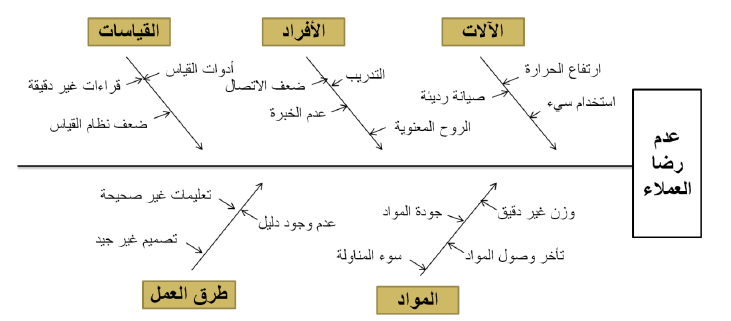 الآلات
الأفراد
القياسات
ارتفاع الحرارة
صيانة رديئة
استخدام سيء
التدريب
ضعف الاتصال
عدم الخبرة
الروح المعنوية
أدوات القياس
قراءات غير دقيقة
ضعف نظام القياس
عدم
رضا
العملاء
وزن غير دقيق
جودة المواد
تأخر وصول المواد
سوء المناولة
تعليمات غير صحيحة
عدم وجود دليل
تصميم غير جيد
المواد
طرق العمل